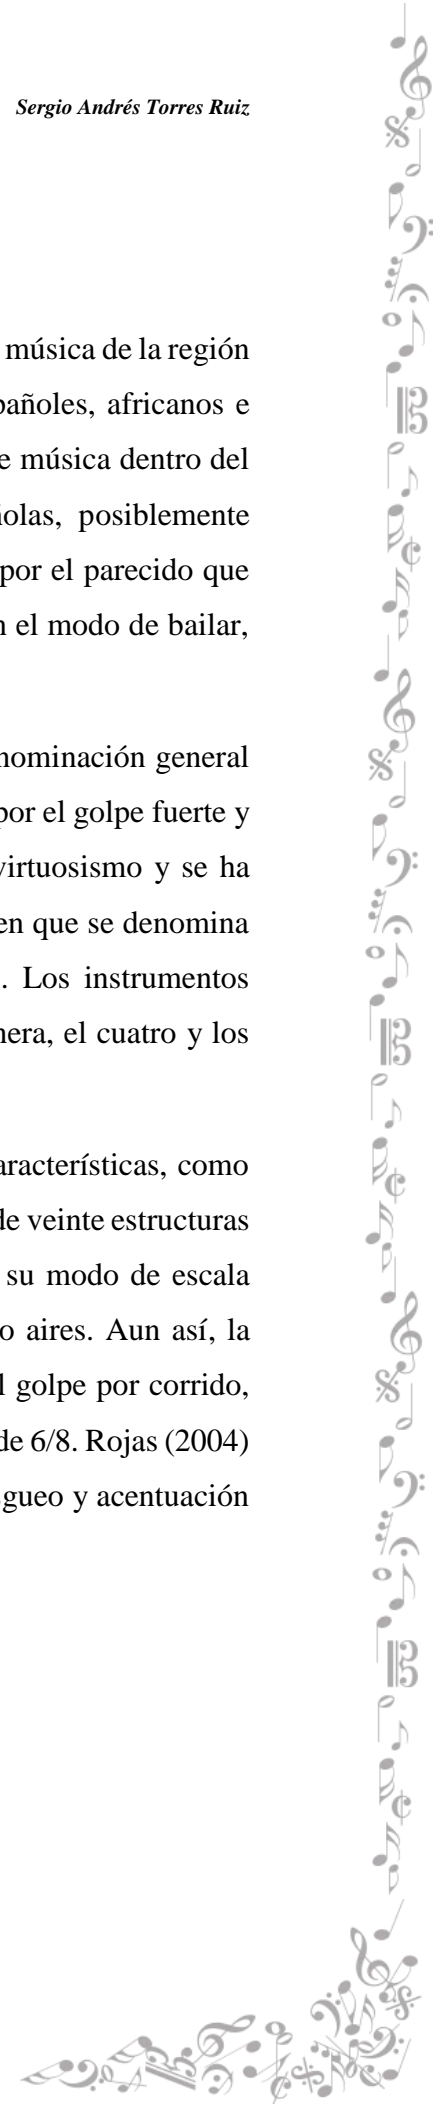 Sergio Andrés Torres Ruiz
música de la región
pañoles, africanos e
e música dentro del
iolas, posiblemente
por el parecido que
n el modo de bailar,
nominación general
por el golpe fuerte y
virtuosismo y se ha
en que se denomina
. Los instrumentos
nera, el cuatro y los
aracterísticas, como
de veinte estructuras
su modo de escala
o aires. Aun así, la
l golpe por corrido,
de 6/8. Rojas (2004)
gueo y acentuación